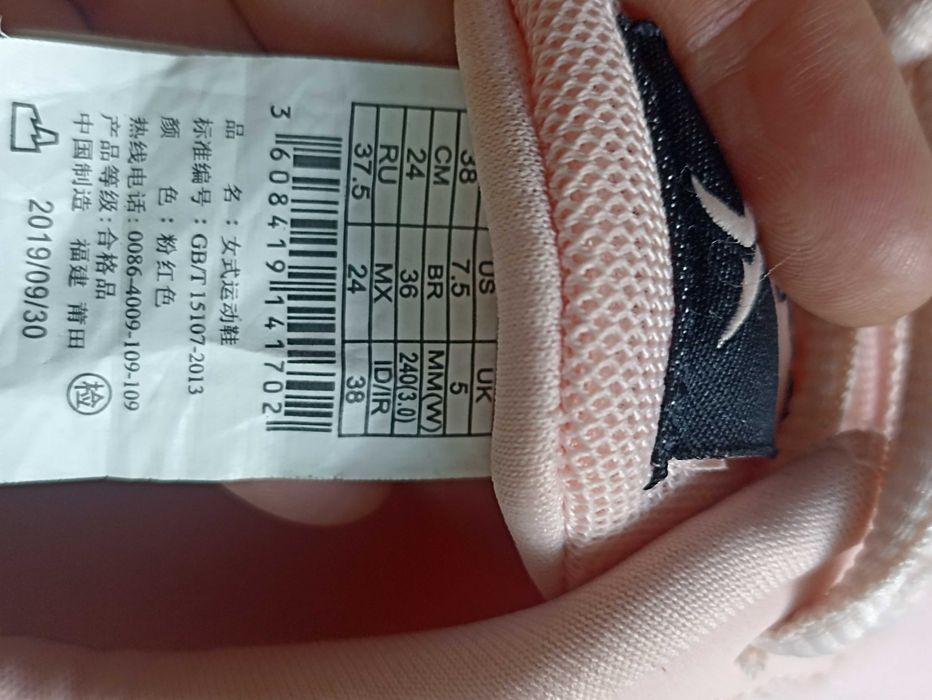 US UK
38 7.5 5
CM BR MM(W)
24 36 240(3.0)
RU MX ID/IR
37.5 24 38
3 608419 141702
品 名：女式运动鞋
标准编号：GB/T 15107-2013
颜 色：粉红色
热线电话：0086-4009-109-109
产品等级：合格品
中国制造 福建 莆田 检
2019/09/30